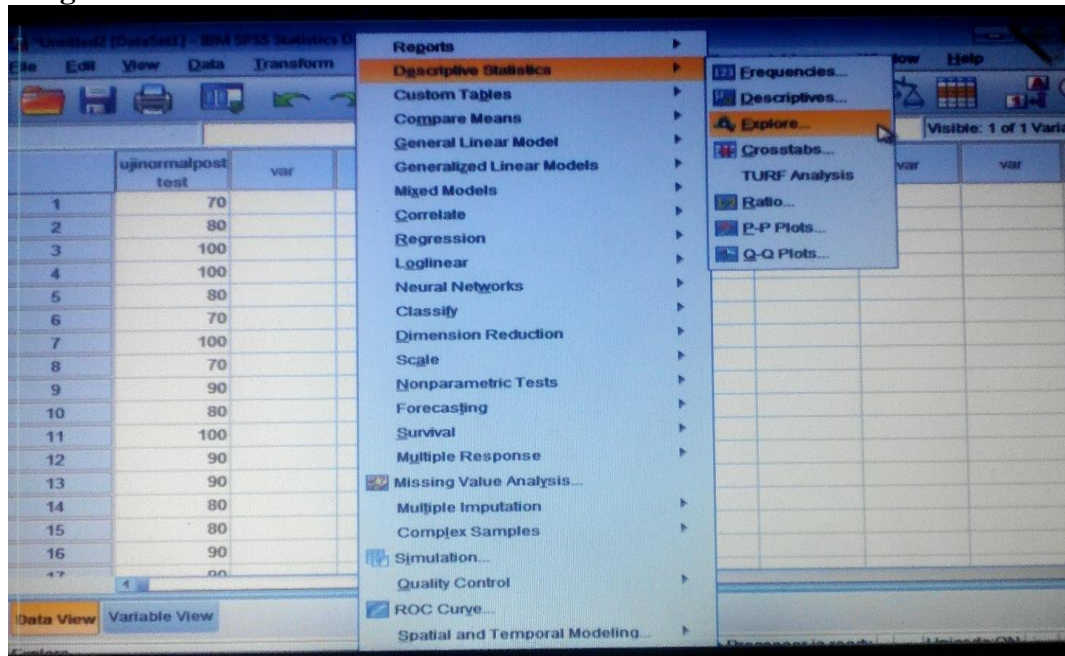 *Untitled2 [DataSet3] - IBM SPSS Statistics D
File Edit View Data Transform
Help
Visible: 1 of 1 Varia
ujinormalpost
test
var
var
var
1 70
2 80
3 100
4 100
5 80
6 70
7 100
8 70
9 90
10 80
11 100
12 90
13 90
14 80
15 80
16 90
17 90
Data View Variable View
Reports
Descriptive Statistics
Custom Tables
Compare Means
General Linear Model
Generalized Linear Models
Mixed Models
Correlate
Regression
Loglinear
Neural Networks
Classify
Dimension Reduction
Scale
Nonparametric Tests
Forecasting
Survival
Multiple Response
Missing Value Analysis...
Multiple Imputation
Complex Samples
Simulation...
Quality Control
ROC Curve...
Spatial and Temporal Modeling...
Frequencies...
Descriptives...
Explore...
Crosstabs...
TURF Analysis
Ratio...
P-P Plots...
Q-Q Plots...